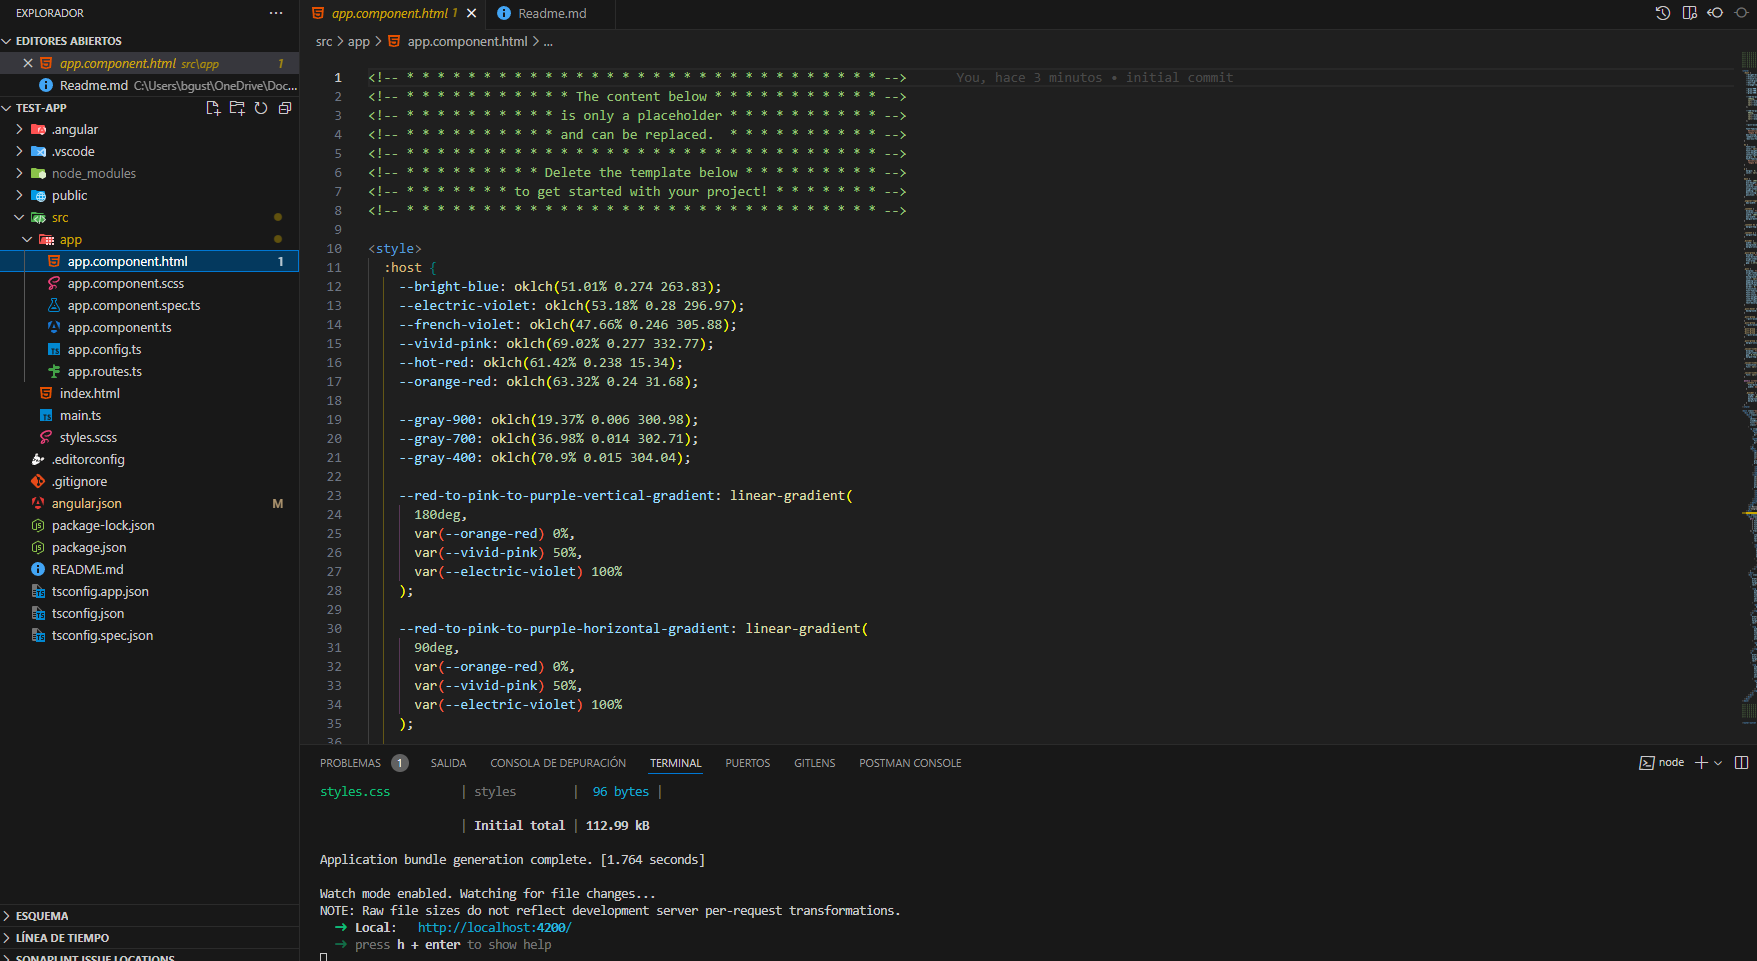 EXPLORADOR
EDITORES ABIERTOS
app.component.html src\app 1
Readme.md C:\Users\bgust\OneDrive\Doc...
TEST-APP
.angular
.vscode
node_modules
public
src
app
app.component.html 1
app.component.scss
app.component.spec.ts
app.component.ts
app.config.ts
app.routes.ts
index.html
main.ts
styles.scss
.editorconfig
.gitignore
angular.json M
package-lock.json
package.json
README.md
tsconfig.app.json
tsconfig.json
tsconfig.spec.json
ESQUEMA
LÍNEA DE TIEMPO
SONARLINT ISSUE LOCATIONS
app.component.html 1 Readme.md
src > app > app.component.html > ...
1 <!-- * * * * * * * * * * * * * * * * * * * * * * * * * * * * * * * --> You, hace 3 minutos • initial commit
2 <!-- * * * * * * * * * * * The content below * * * * * * * * * * * -->
3 <!-- * * * * * * * * * * is only a placeholder * * * * * * * * * * -->
4 <!-- * * * * * * * * * * and can be replaced.  * * * * * * * * * * -->
5 <!-- * * * * * * * * * * * * * * * * * * * * * * * * * * * * * * * -->
6 <!-- * * * * * * * * * Delete the template below * * * * * * * * * -->
7 <!-- * * * * * * * to get started with your project! * * * * * * * -->
8 <!-- * * * * * * * * * * * * * * * * * * * * * * * * * * * * * * * -->
9
10 <style>
11 :host {
12 --bright-blue: oklch(51.01% 0.274 263.83);
13 --electric-violet: oklch(53.18% 0.28 296.97);
14 --french-violet: oklch(47.66% 0.246 305.88);
15 --vivid-pink: oklch(69.02% 0.277 332.77);
16 --hot-red: oklch(61.42% 0.238 15.34);
17 --orange-red: oklch(63.32% 0.24 31.68);
18
19 --gray-900: oklch(19.37% 0.006 300.98);
20 --gray-700: oklch(36.98% 0.014 302.71);
21 --gray-400: oklch(70.9% 0.015 304.04);
22
23 --red-to-pink-to-purple-vertical-gradient: linear-gradient(
24 180deg,
25 var(--orange-red) 0%,
26 var(--vivid-pink) 50%,
27 var(--electric-violet) 100%
28 );
29
30 --red-to-pink-to-purple-horizontal-gradient: linear-gradient(
31 90deg,
32 var(--orange-red) 0%,
33 var(--vivid-pink) 50%,
34 var(--electric-violet) 100%
35 );
36
PROBLEMAS 1 SALIDA CONSOLA DE DEPURACIÓN TERMINAL PUERTOS GITLENS POSTMAN CONSOLE node
styles.css | styles | 96 bytes |
| Initial total | 112.99 kB
Application bundle generation complete. [1.764 seconds]
Watch mode enabled. Watching for file changes...
NOTE: Raw file sizes do not reflect development server per-request transformations.
➜ Local: http://localhost:4200/
➜ press h + enter to show help